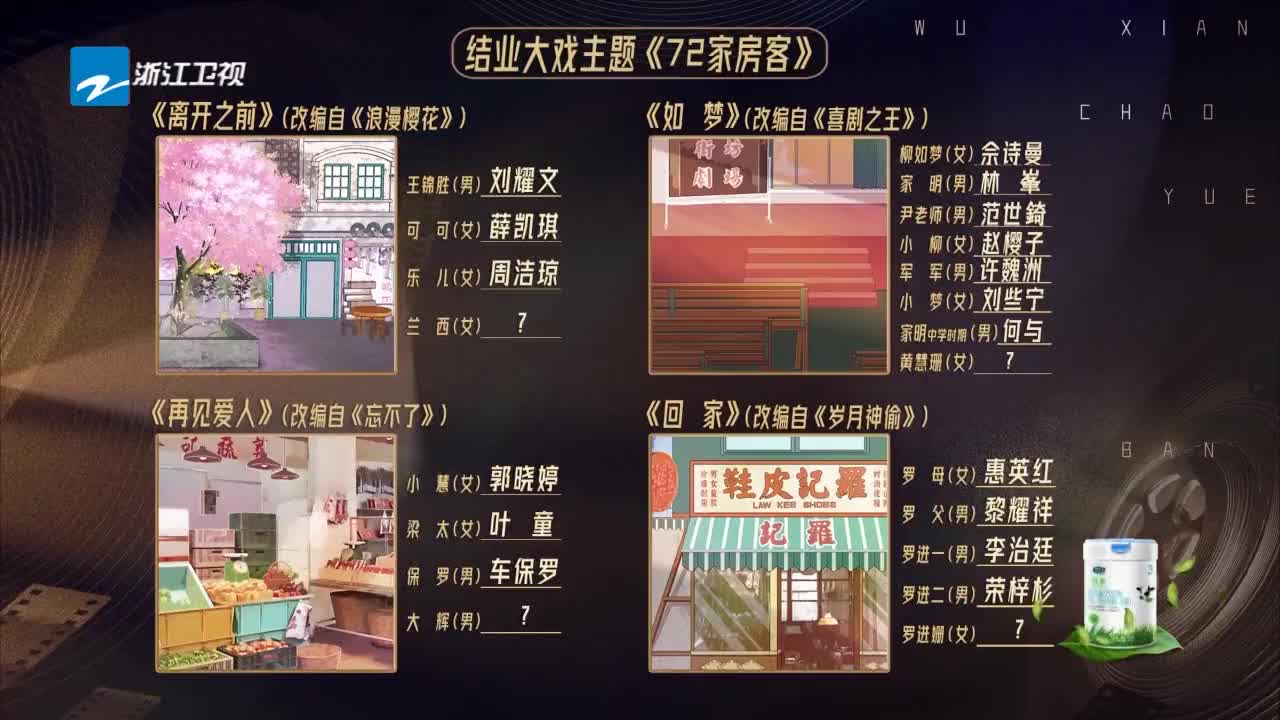 WU XIAN
CHAO
YUE
BAN
浙江卫视
结业大戏主题《72家房客》
《离开之前》(改编自《浪漫樱花》)
王锦胜(男) 刘耀文
可 可(女) 薛凯琪
乐 儿(女) 周洁琼
兰 西(女) ?
《如 梦》(改编自《喜剧之王》)
街坊
劇場
柳如梦(女) 佘诗曼
家 明(男) 林 峯
尹老师(男) 范世錡
小 柳(女) 赵樱子
军 军(男) 许魏洲
小 梦(女) 刘些宁
家明中学时期(男) 何与
黄慧珊(女) ?
《再见爱人》(改编自《忘不了》)
小 慧(女) 郭晓婷
梁 太(女) 叶 童
保 罗(男) 车保罗
大 辉(男) ?
《回 家》(改编自《岁月神偷》)
鞋皮記羅
LAW KEE SHOES
記羅
罗 母(女) 惠英红
罗 父(男) 黎耀祥
罗进一(男) 李治廷
罗进二(男) 荣梓杉
罗进姗(女) ?